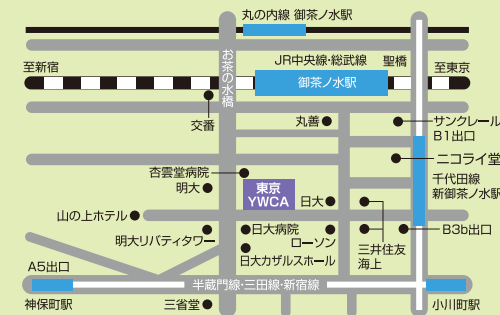 丸の内線 御茶ノ水駅
お茶の水橋
JR中央線・総武線
聖橋
至新宿
御茶ノ水駅
至東京
交番
丸善
サンクレール
B1出口
ニコライ堂
杏雲堂病院
明大
東京
YWCA
日大
千代田線
新御茶ノ水駅
山の上ホテル
明大リバティタワー
日大病院
ローソン
日大カザルスホール
三井住友
海上
B3b出口
A5出口
半蔵門線・三田線・新宿線
神保町駅
三省堂
小川町駅